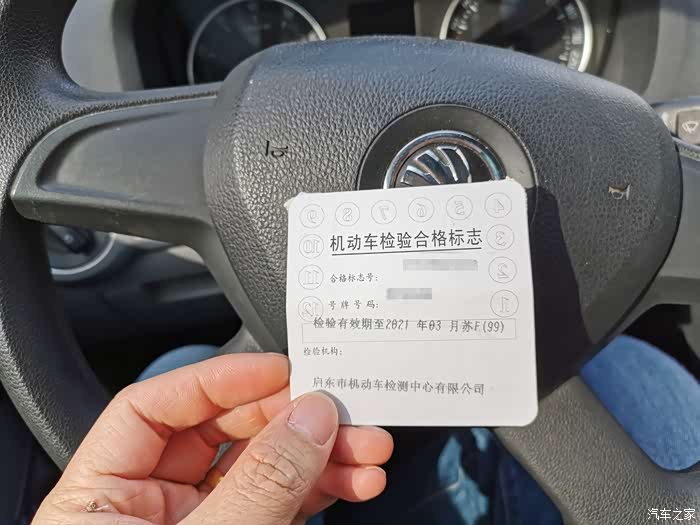 ⑨ ⑧ ⑦ ⑥ ⑤ ④
⑩ 机动车检验合格标志 ③
⑪ 合格标志号： ②
⑫ 号牌号码： ①
检验有效期至2021 年03 月苏F(99)
检验机构：
启东市机动车检测中心有限公司
汽车之家